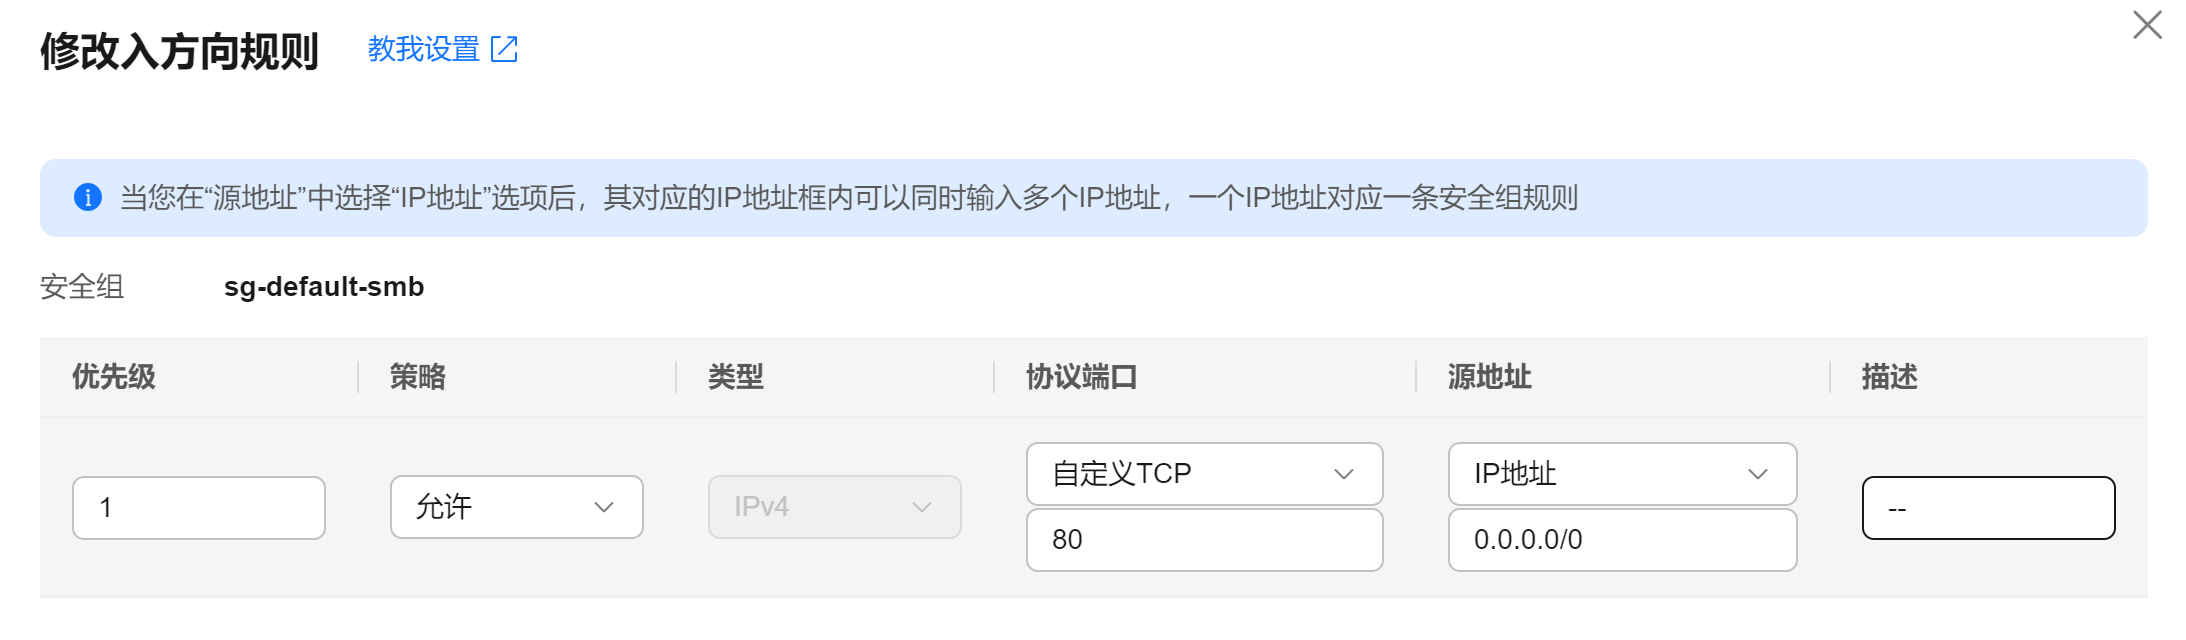 修改入方向规则 教我设置
当您在“源地址”中选择“IP地址”选项后，其对应的IP地址框内可以同时输入多个IP地址，一个IP地址对应一条安全组规则
安全组 sg-default-smb
优先级 策略 类型 协议端口 源地址 描述
1 允许 IPv4 自定义TCP IP地址 --
80 0.0.0.0/0